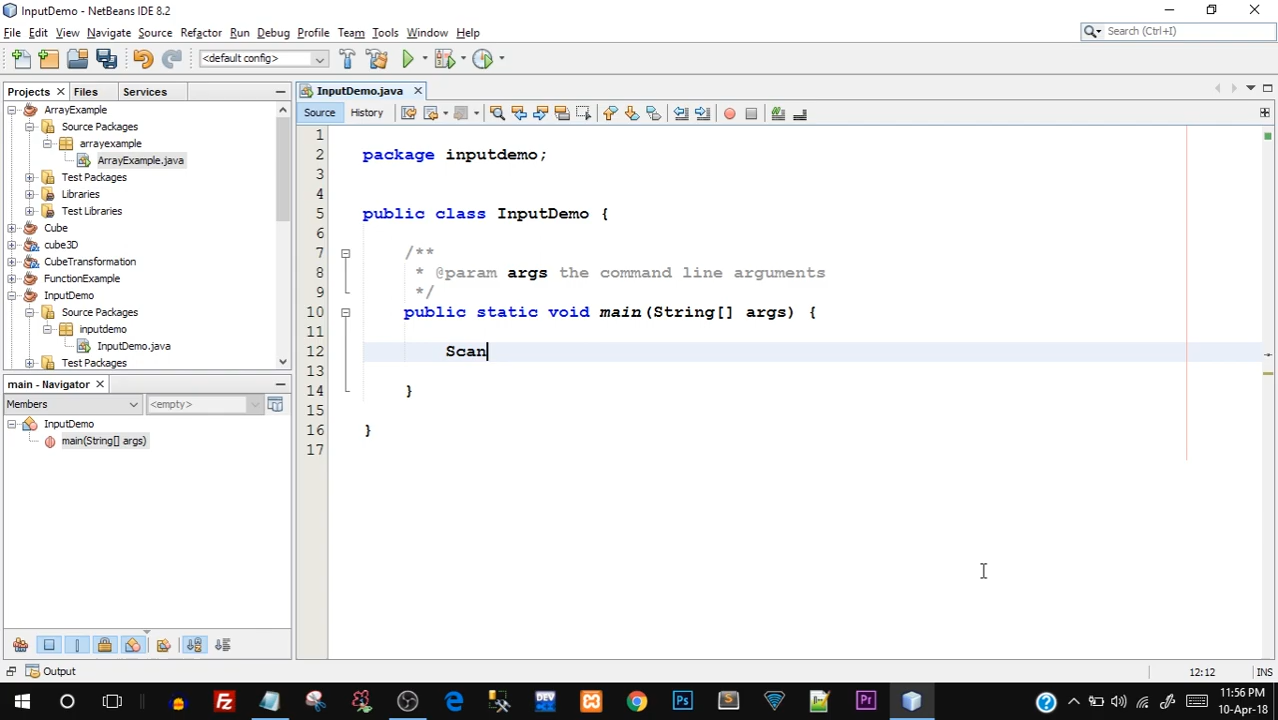 InputDemo - NetBeans IDE 8.2
File Edit View Navigate Source Refactor Run Debug Profile Team Tools Window Help
Search (Ctrl+I)
<default config>
Projects Files Services
InputDemo.java
Source History
ArrayExample
Source Packages
arrayexample
ArrayExample.java
Test Packages
Libraries
Test Libraries
Cube
cube3D
CubeTransformation
FunctionExample
InputDemo
Source Packages
inputdemo
InputDemo.java
Test Packages
main - Navigator
Members
<empty>
InputDemo
main(String[] args)
1
2 package inputdemo;
3
4
5 public class InputDemo {
6
7 /**
8 * @param args the command line arguments
9 */
10 public static void main(String[] args) {
11
12 Scan
13
14 }
15
16 }
17
Output
12:12 INS
Ps
S
Pr
DEV
11:56 PM
10-Apr-18